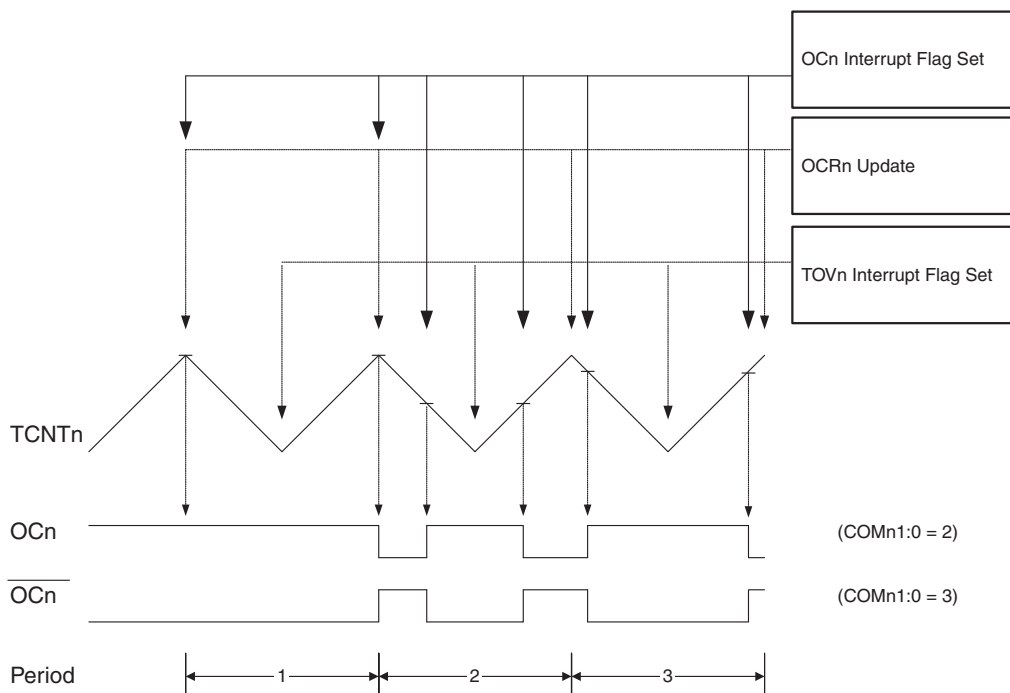 OCn Interrupt Flag Set
OCRn Update
TOVn Interrupt Flag Set
TCNTn
OCn
(COMn1:0 = 2)
OCn
(COMn1:0 = 3)
Period
1
2
3